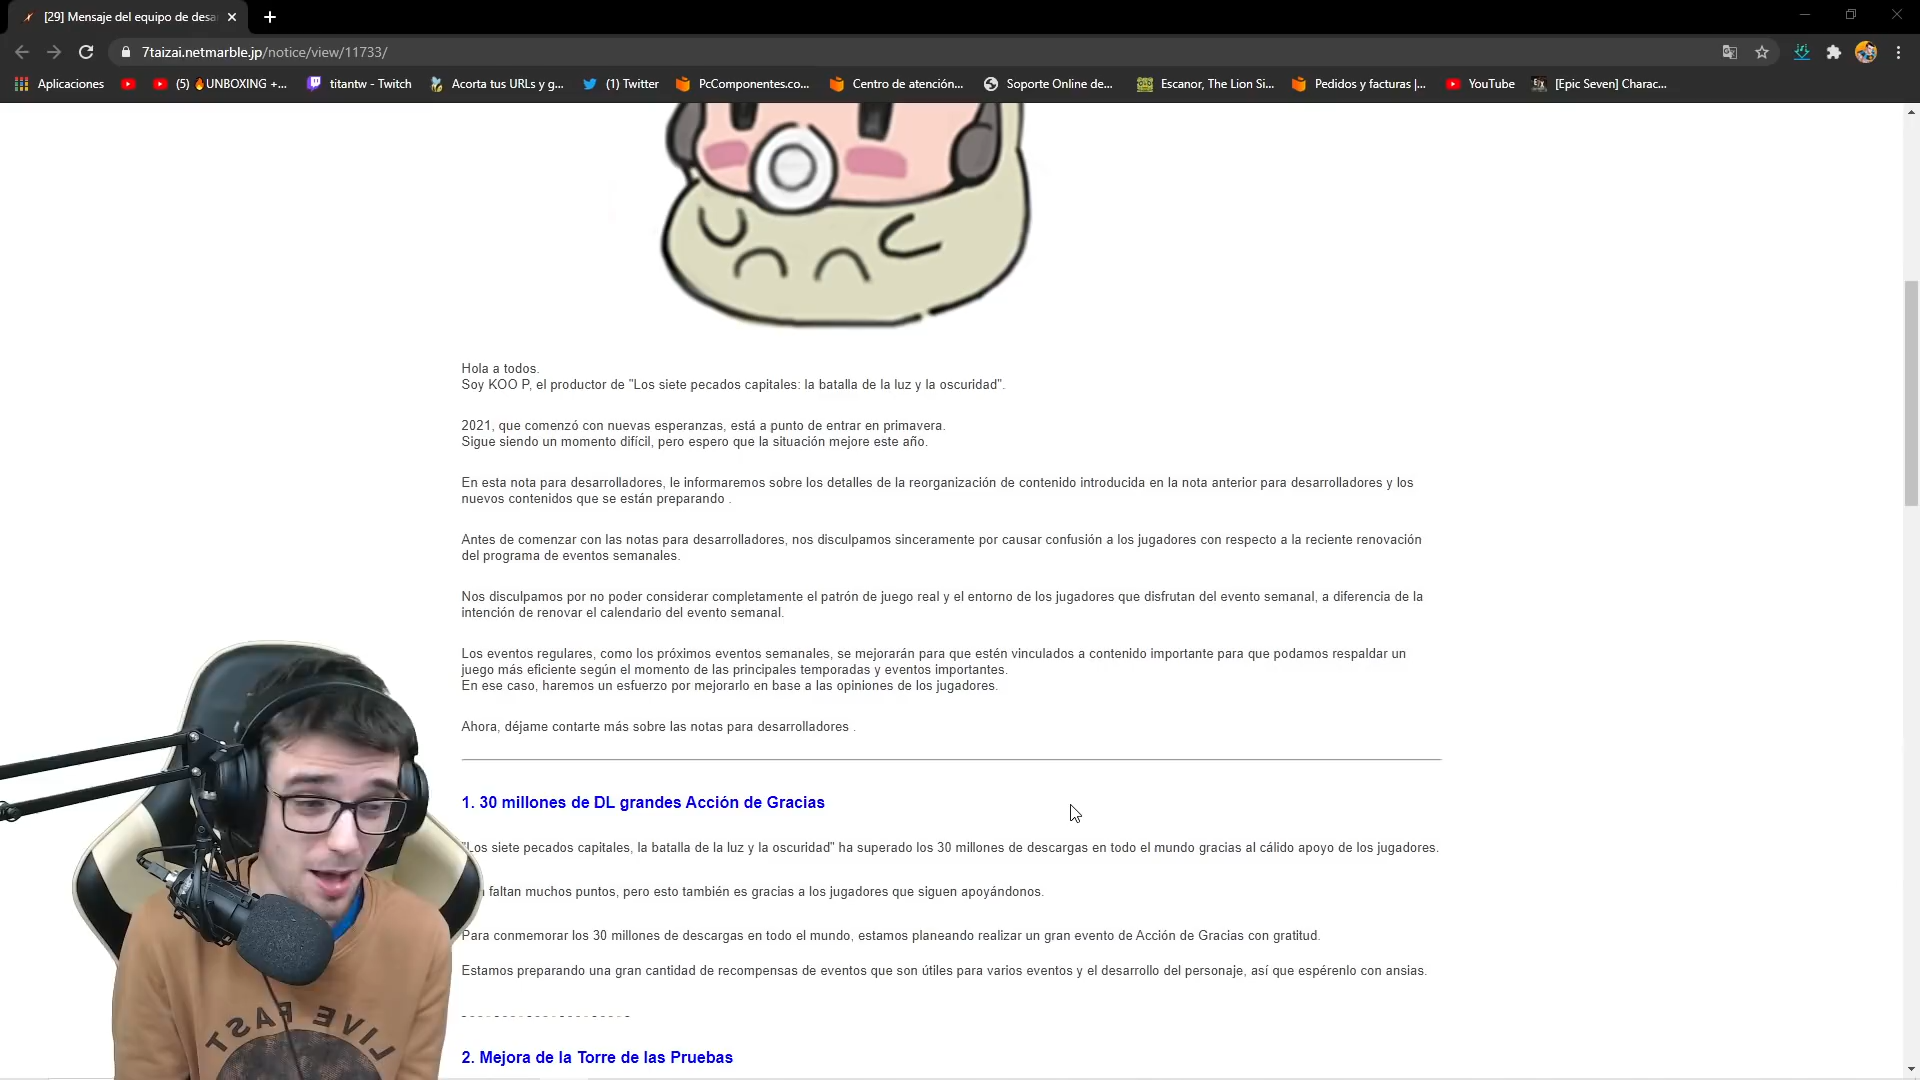 [29] Mensaje del equipo de desa
7taizai.netmarble.jp/notice/view/11733/
Aplicaciones
(5) 🔥UNBOXING +...
titantw - Twitch
Acorta tus URLs y g...
(1) Twitter
PcComponentes.co...
Centro de atención...
Soporte Online de...
Escanor, The Lion Si...
Pedidos y facturas |...
YouTube
[Epic Seven] Charac...
Hola a todos.
Soy KOO P, el productor de "Los siete pecados capitales: la batalla de la luz y la oscuridad".
2021, que comenzó con nuevas esperanzas, está a punto de entrar en primavera.
Sigue siendo un momento difícil, pero espero que la situación mejore este año.
En esta nota para desarrolladores, le informaremos sobre los detalles de la reorganización de contenido introducida en la nota anterior para desarrolladores y los
nuevos contenidos que se están preparando .
Antes de comenzar con las notas para desarrolladores, nos disculpamos sinceramente por causar confusión a los jugadores con respecto a la reciente renovación
del programa de eventos semanales.
Nos disculpamos por no poder considerar completamente el patrón de juego real y el entorno de los jugadores que disfrutan del evento semanal, a diferencia de la
intención de renovar el calendario del evento semanal.
Los eventos regulares, como los próximos eventos semanales, se mejorarán para que estén vinculados a contenido importante para que podamos respaldar un
juego más eficiente según el momento de las principales temporadas y eventos importantes.
En ese caso, haremos un esfuerzo por mejorarlo en base a las opiniones de los jugadores.
Ahora, déjame contarte más sobre las notas para desarrolladores .
1. 30 millones de DL grandes Acción de Gracias
"Los siete pecados capitales, la batalla de la luz y la oscuridad" ha superado los 30 millones de descargas en todo el mundo gracias al cálido apoyo de los jugadores.
faltan muchos puntos, pero esto también es gracias a los jugadores que siguen apoyándonos.
Para conmemorar los 30 millones de descargas en todo el mundo, estamos planeando realizar un gran evento de Acción de Gracias con gratitud.
Estamos preparando una gran cantidad de recompensas de eventos que son útiles para varios eventos y el desarrollo del personaje, así que espérenlo con ansias.
2. Mejora de la Torre de las Pruebas
LIVE FAST